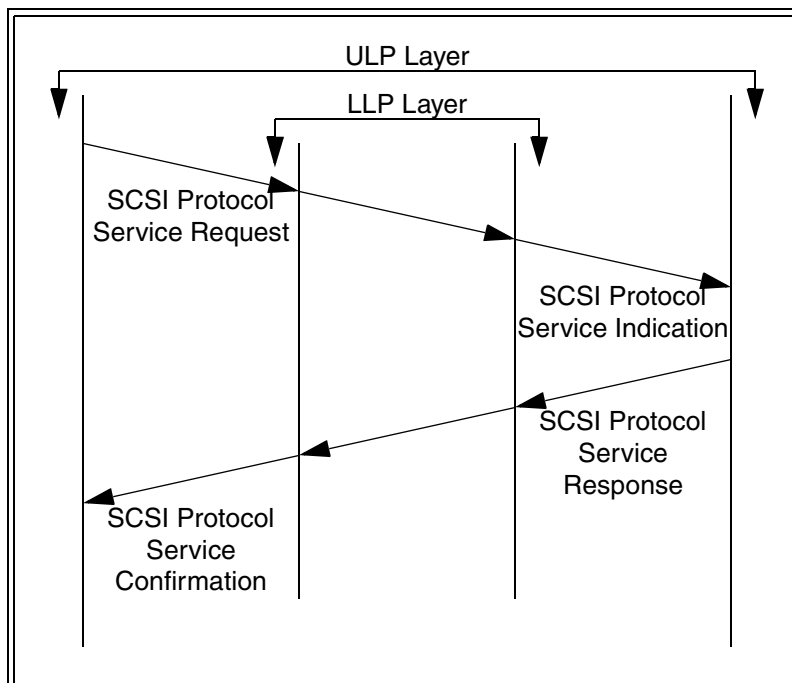 ULP Layer
LLP Layer
SCSI Protocol
Service Request
SCSI Protocol
Service Indication
SCSI Protocol
Service
Response
SCSI Protocol
Service
Confirmation